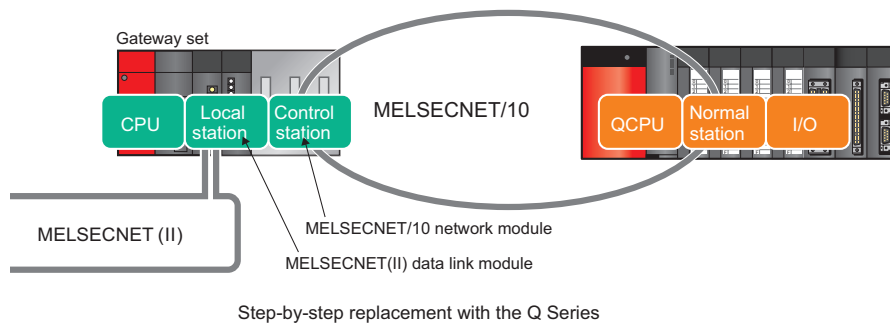 Gateway set
CPU
Local
station
Control
station
MELSECNET/10
QCPU
Normal
station
I/O
MELSECNET (II)
MELSECNET/10 network module
MELSECNET(II) data link module
Step-by-step replacement with the Q Series